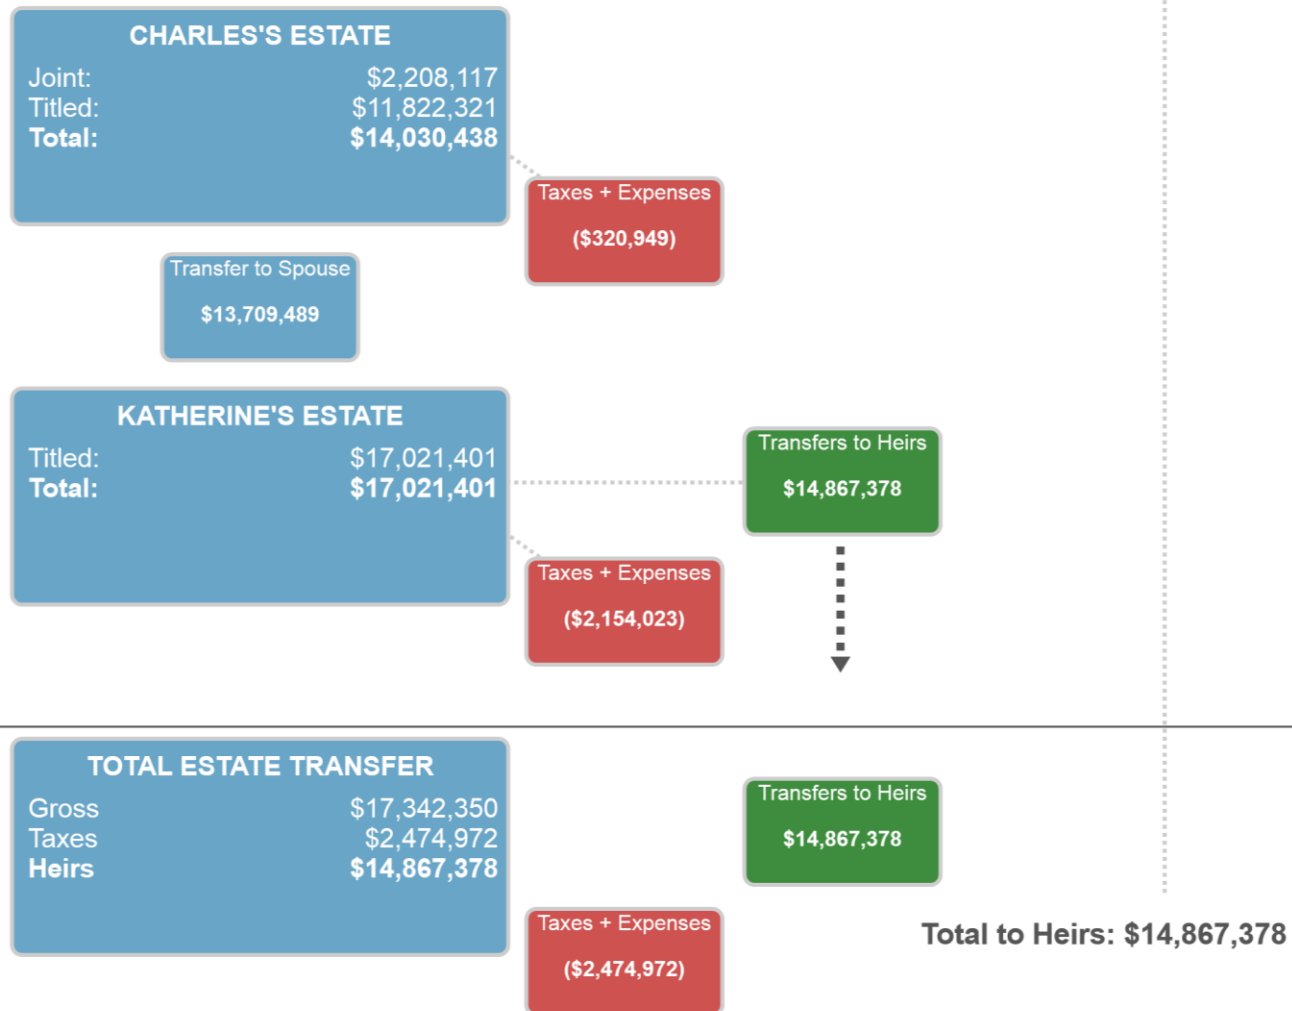 CHARLES'S ESTATE
Joint: $2,208,117
Titled: $11,822,321
Total: $14,030,438
Taxes + Expenses
($320,949)
Transfer to Spouse
$13,709,489
KATHERINE'S ESTATE
Titled: $17,021,401
Total: $17,021,401
Transfers to Heirs
$14,867,378
Taxes + Expenses
($2,154,023)
TOTAL ESTATE TRANSFER
Gross $17,342,350
Taxes $2,474,972
Heirs $14,867,378
Transfers to Heirs
$14,867,378
Taxes + Expenses
($2,474,972)
Total to Heirs: $14,867,378